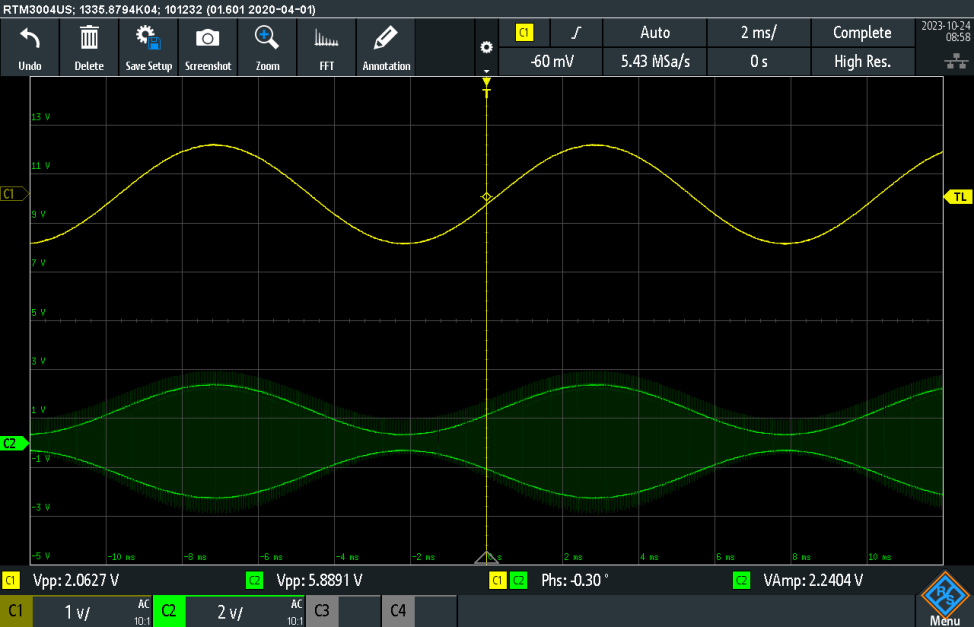 RTM3004US; 1335.8794K04; 101232 (01.601 2020-04-01)
Undo Delete Save Setup Screenshot Zoom FFT Annotation
C1 Auto 2 ms/ Complete 2023-10-24
08:58
-60 mV 5.43 MSa/s 0 s High Res.
T
13 V
11 V
C1 TL
9 V
7 V
5 V
3 V
1 V
C2
-1 V
-3 V
-5 V -10 ms -8 ms -6 ms -4 ms -2 ms 2 ms 4 ms 6 ms 8 ms 10 ms
C1 Vpp: 2.0627 V C2 Vpp: 5.8891 V C1 C2 Phs: -0.30 ° C2 VAmp: 2.2404 V
C1 1 V/ AC 10:1 C2 2 V/ AC 10:1 C3 C4
R&S
Menu